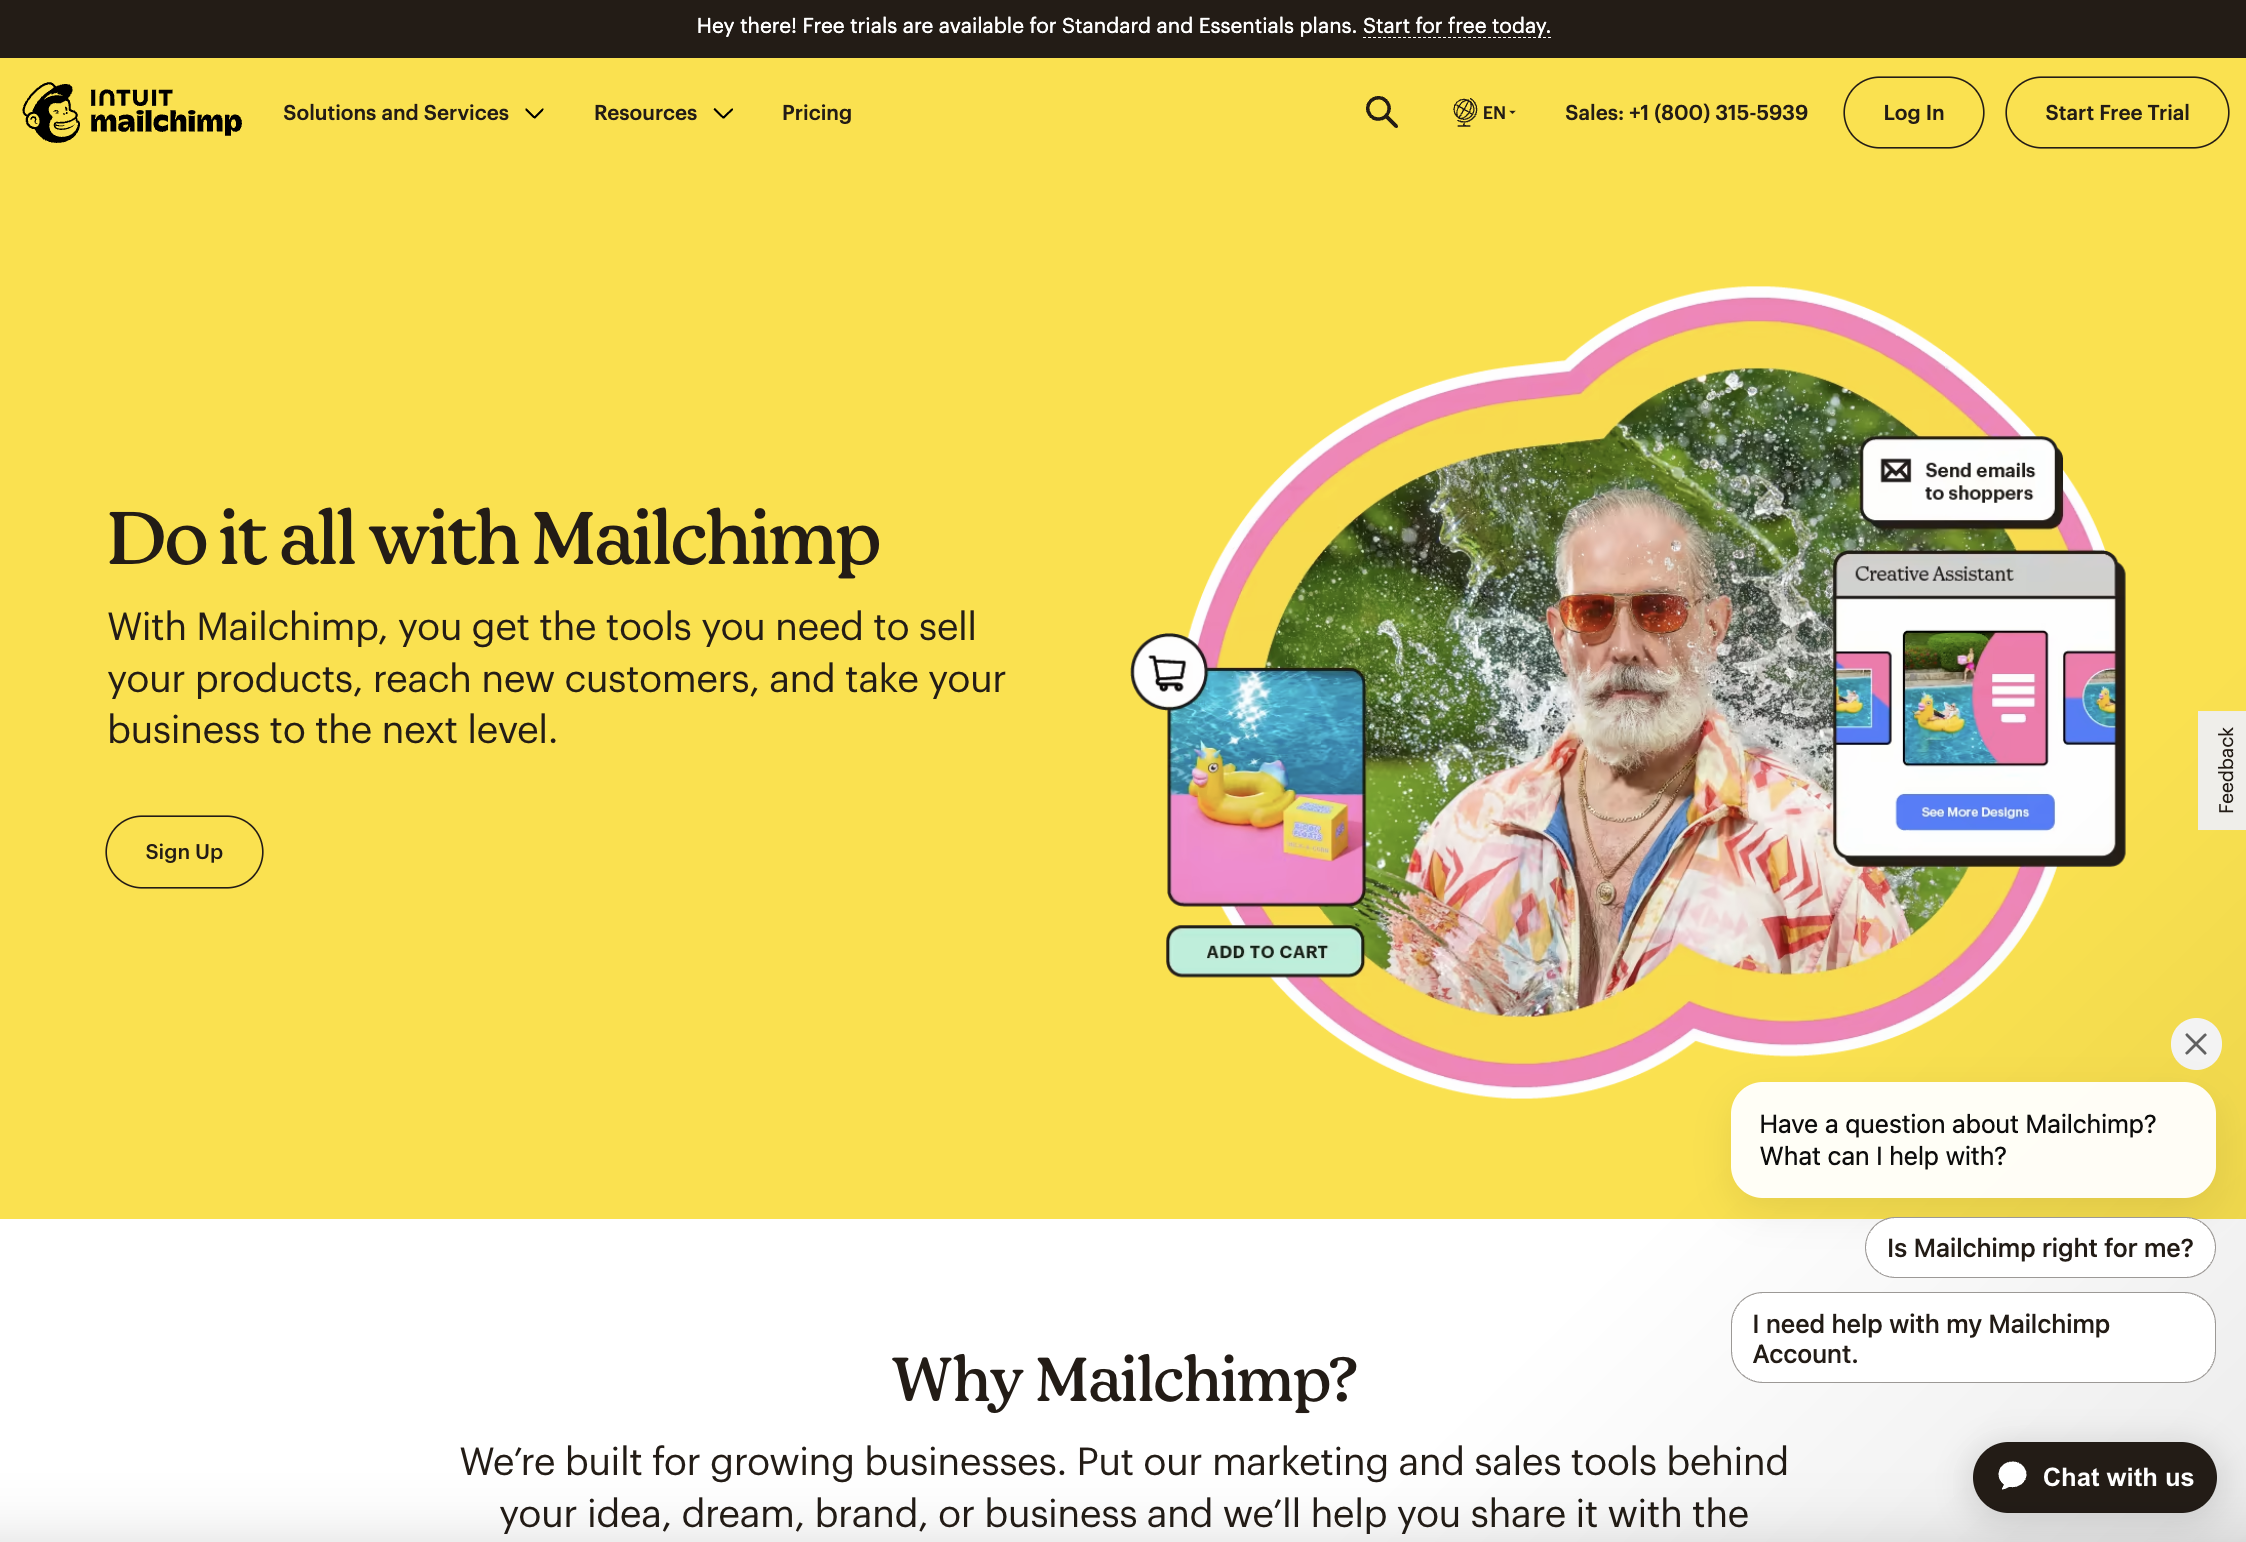 Hey there! Free trials are available for Standard and Essentials plans. Start for free today.
INTUIT
mailchimp
Solutions and Services
Resources
Pricing
EN
Sales: +1 (800) 315-5939
Log In
Start Free Trial
Do it all with Mailchimp
With Mailchimp, you get the tools you need to sell
your products, reach new customers, and take your
business to the next level.
Sign Up
ADD TO CART
Send emails
to shoppers
Creative Assistant
See More Designs
Feedback
Have a question about Mailchimp?
What can I help with?
Is Mailchimp right for me?
I need help with my Mailchimp
Account.
Chat with us
Why Mailchimp?
We’re built for growing businesses. Put our marketing and sales tools behind
your idea, dream, brand, or business and we’ll help you share it with the